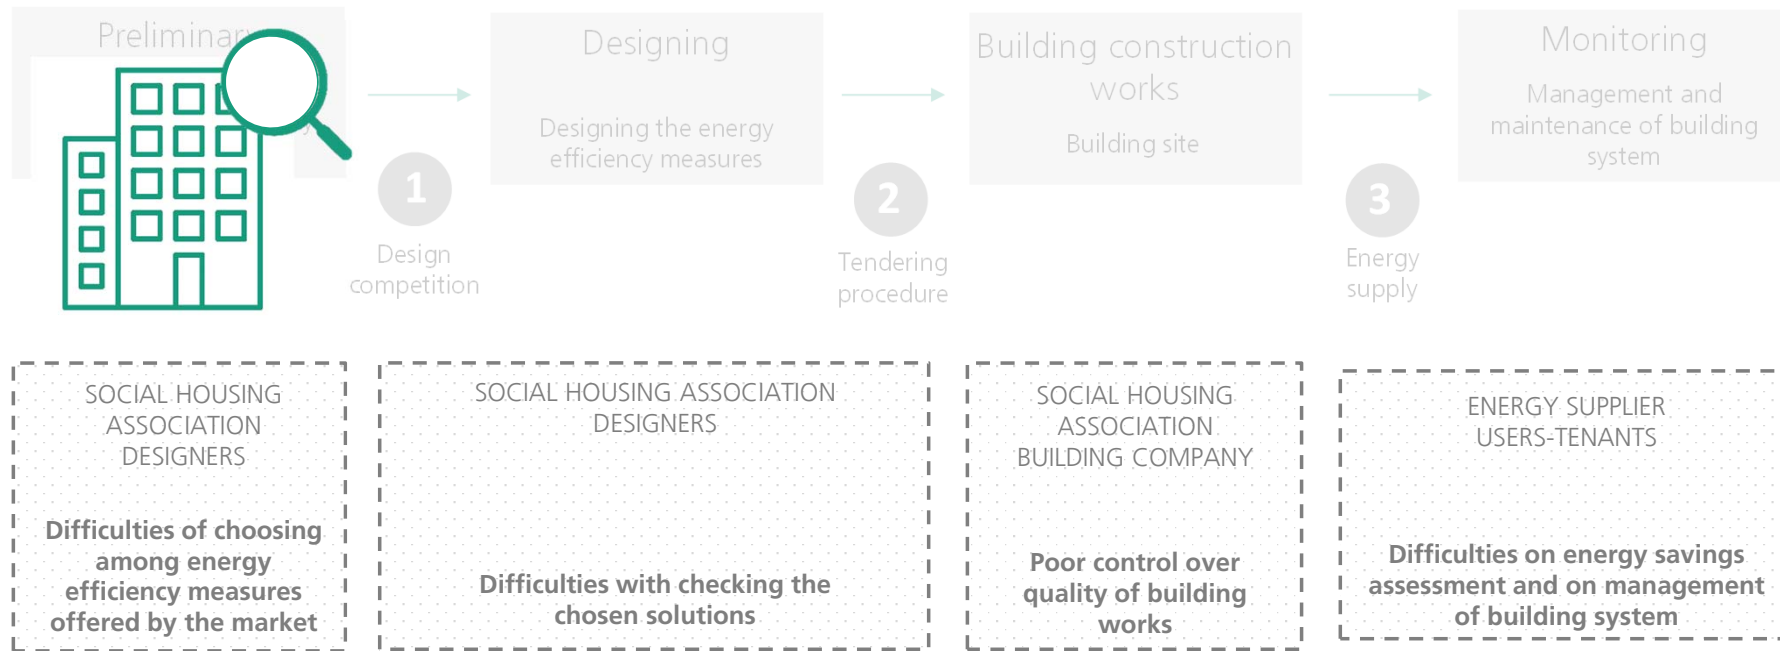 Preliminary
Designing
Designing the energy
efficiency measures
Building construction
works
Building site
Monitoring
Management and
maintenance of building
system
1
Design
competition
2
Tendering
procedure
3
Energy
supply
SOCIAL HOUSING
ASSOCIATION
DESIGNERS
Difficulties of choosing
among energy
efficiency measures
offered by the market
SOCIAL HOUSING ASSOCIATION
DESIGNERS
Difficulties with checking the
chosen solutions
SOCIAL HOUSING
ASSOCIATION
BUILDING COMPANY
Poor control over
quality of building
works
ENERGY SUPPLIER
USERS-TENANTS
Difficulties on energy savings
assessment and on management
of building system